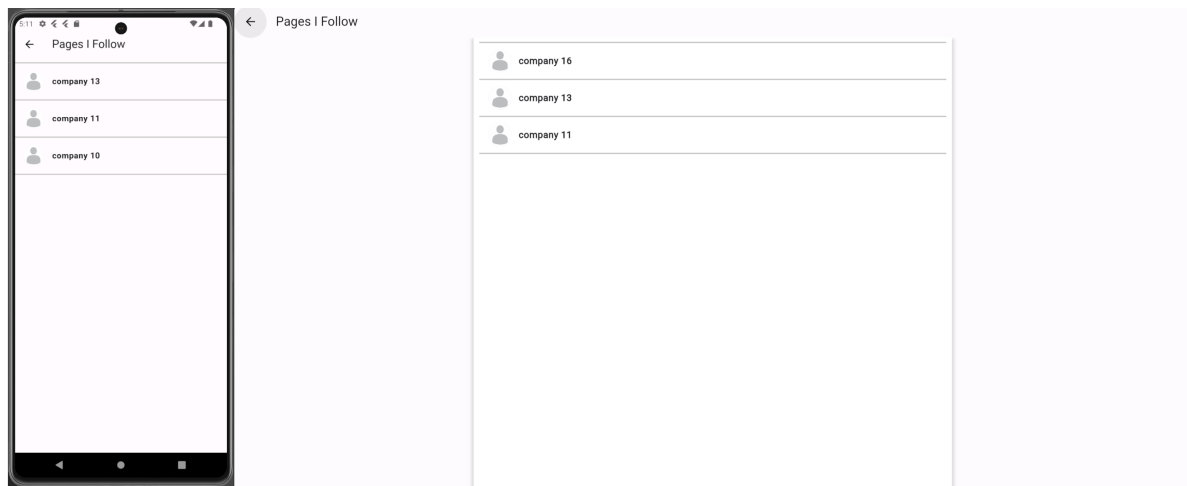 5:11
Pages I Follow
company 13
company 11
company 10
Pages I Follow
company 16
company 13
company 11